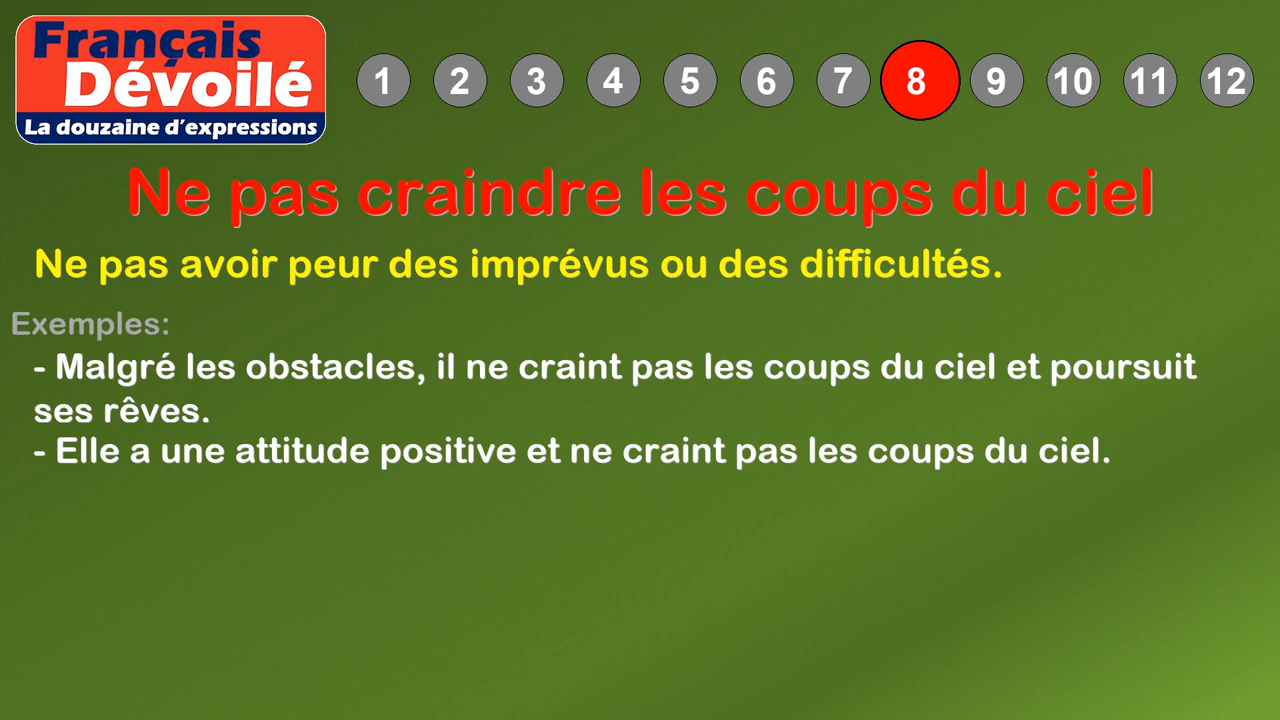 Français
Dévoilé
La douzaine d'expressions
1 2 3 4 5 6 7 8 9 10 11 12
Ne pas craindre les coups du ciel
Ne pas avoir peur des imprévus ou des difficultés.
Exemples:
- Malgré les obstacles, il ne craint pas les coups du ciel et poursuit
ses rêves.
- Elle a une attitude positive et ne craint pas les coups du ciel.